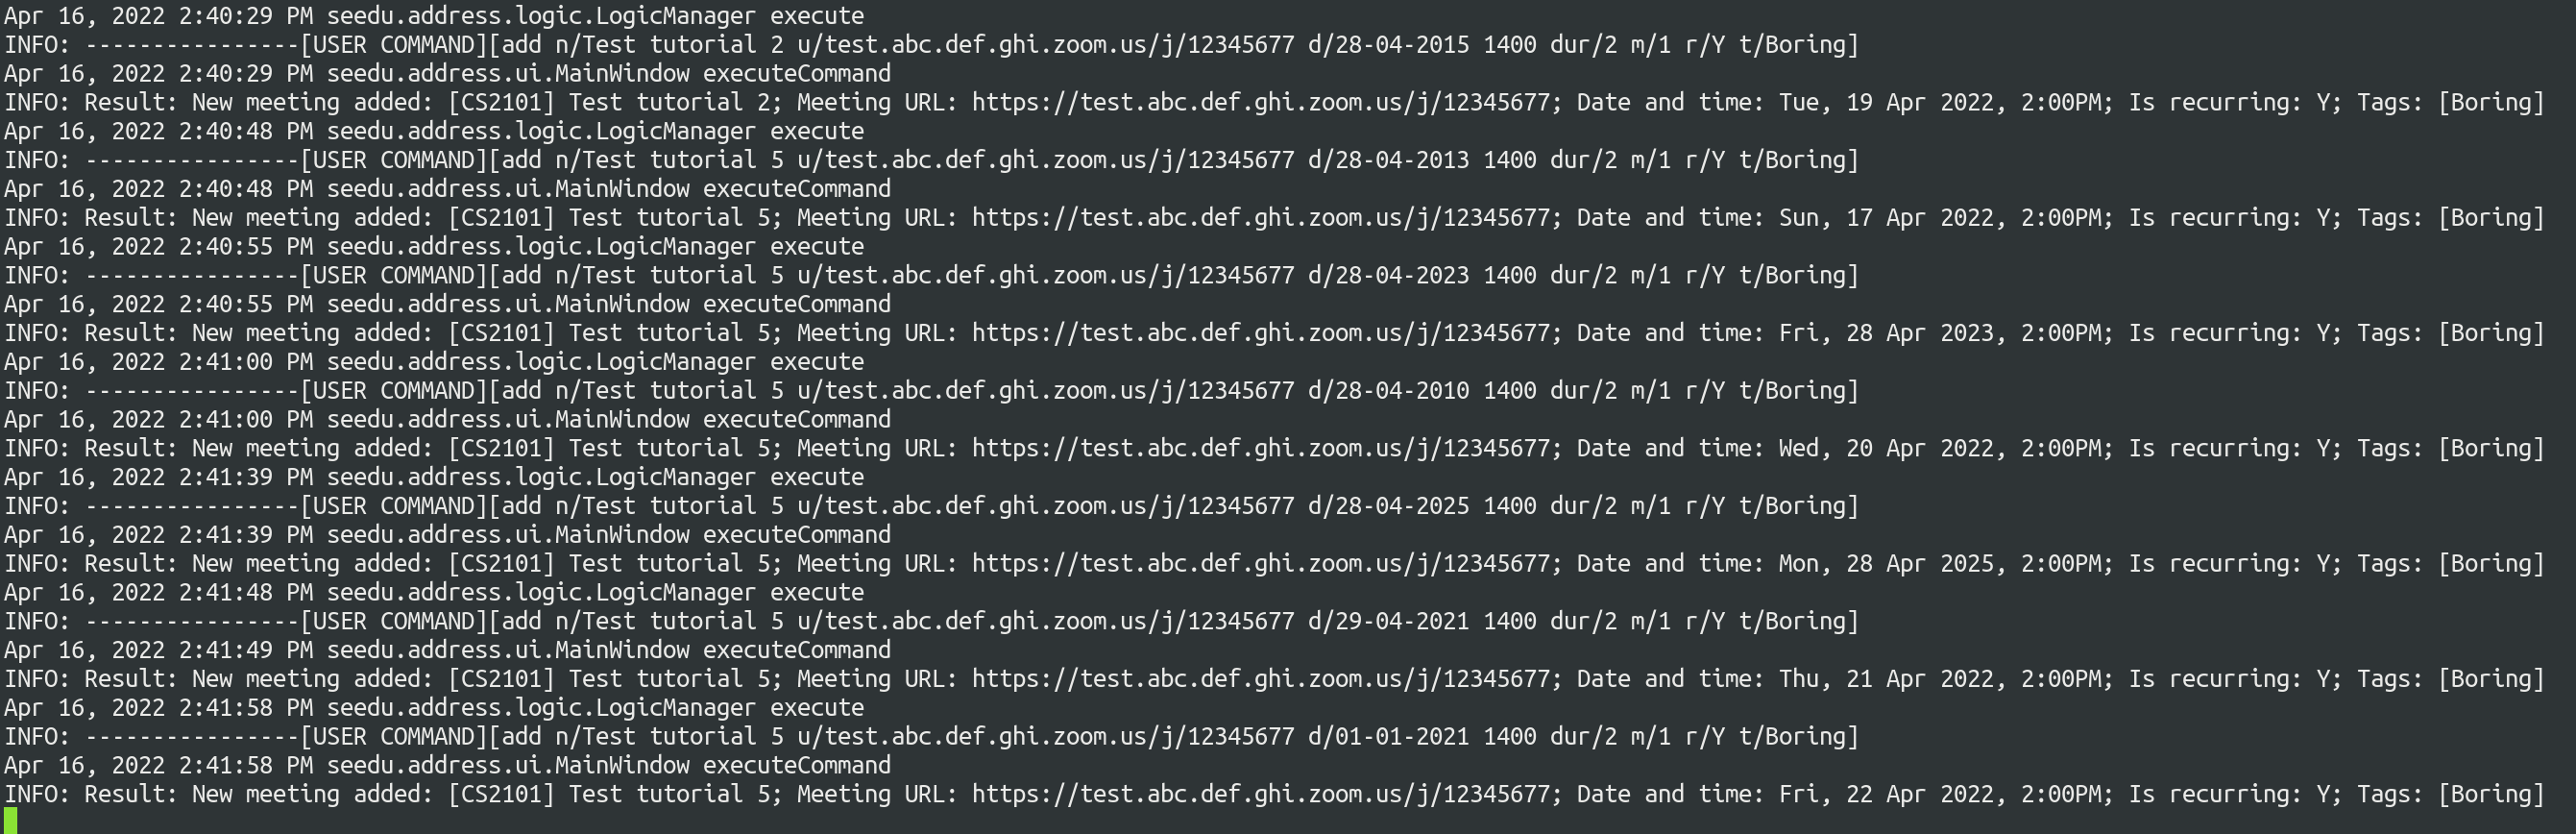 Apr 16, 2022 2:40:29 PM seedu.address.logic.LogicManager execute
INFO: ----------------[USER COMMAND][add n/Test tutorial 2 u/test.abc.def.ghi.zoom.us/j/12345677 d/28-04-2015 1400 dur/2 m/1 r/Y t/Boring]
Apr 16, 2022 2:40:29 PM seedu.address.ui.MainWindow executeCommand
INFO: Result: New meeting added: [CS2101] Test tutorial 2; Meeting URL: https://test.abc.def.ghi.zoom.us/j/12345677; Date and time: Tue, 19 Apr 2022, 2:00PM; Is recurring: Y; Tags: [Boring]
Apr 16, 2022 2:40:48 PM seedu.address.logic.LogicManager execute
INFO: ----------------[USER COMMAND][add n/Test tutorial 5 u/test.abc.def.ghi.zoom.us/j/12345677 d/28-04-2013 1400 dur/2 m/1 r/Y t/Boring]
Apr 16, 2022 2:40:48 PM seedu.address.ui.MainWindow executeCommand
INFO: Result: New meeting added: [CS2101] Test tutorial 5; Meeting URL: https://test.abc.def.ghi.zoom.us/j/12345677; Date and time: Sun, 17 Apr 2022, 2:00PM; Is recurring: Y; Tags: [Boring]
Apr 16, 2022 2:40:55 PM seedu.address.logic.LogicManager execute
INFO: ----------------[USER COMMAND][add n/Test tutorial 5 u/test.abc.def.ghi.zoom.us/j/12345677 d/28-04-2023 1400 dur/2 m/1 r/Y t/Boring]
Apr 16, 2022 2:40:55 PM seedu.address.ui.MainWindow executeCommand
INFO: Result: New meeting added: [CS2101] Test tutorial 5; Meeting URL: https://test.abc.def.ghi.zoom.us/j/12345677; Date and time: Fri, 28 Apr 2023, 2:00PM; Is recurring: Y; Tags: [Boring]
Apr 16, 2022 2:41:00 PM seedu.address.logic.LogicManager execute
INFO: ----------------[USER COMMAND][add n/Test tutorial 5 u/test.abc.def.ghi.zoom.us/j/12345677 d/28-04-2010 1400 dur/2 m/1 r/Y t/Boring]
Apr 16, 2022 2:41:00 PM seedu.address.ui.MainWindow executeCommand
INFO: Result: New meeting added: [CS2101] Test tutorial 5; Meeting URL: https://test.abc.def.ghi.zoom.us/j/12345677; Date and time: Wed, 20 Apr 2022, 2:00PM; Is recurring: Y; Tags: [Boring]
Apr 16, 2022 2:41:39 PM seedu.address.logic.LogicManager execute
INFO: ----------------[USER COMMAND][add n/Test tutorial 5 u/test.abc.def.ghi.zoom.us/j/12345677 d/28-04-2025 1400 dur/2 m/1 r/Y t/Boring]
Apr 16, 2022 2:41:39 PM seedu.address.ui.MainWindow executeCommand
INFO: Result: New meeting added: [CS2101] Test tutorial 5; Meeting URL: https://test.abc.def.ghi.zoom.us/j/12345677; Date and time: Mon, 28 Apr 2025, 2:00PM; Is recurring: Y; Tags: [Boring]
Apr 16, 2022 2:41:48 PM seedu.address.logic.LogicManager execute
INFO: ----------------[USER COMMAND][add n/Test tutorial 5 u/test.abc.def.ghi.zoom.us/j/12345677 d/29-04-2021 1400 dur/2 m/1 r/Y t/Boring]
Apr 16, 2022 2:41:49 PM seedu.address.ui.MainWindow executeCommand
INFO: Result: New meeting added: [CS2101] Test tutorial 5; Meeting URL: https://test.abc.def.ghi.zoom.us/j/12345677; Date and time: Thu, 21 Apr 2022, 2:00PM; Is recurring: Y; Tags: [Boring]
Apr 16, 2022 2:41:58 PM seedu.address.logic.LogicManager execute
INFO: ----------------[USER COMMAND][add n/Test tutorial 5 u/test.abc.def.ghi.zoom.us/j/12345677 d/01-01-2021 1400 dur/2 m/1 r/Y t/Boring]
Apr 16, 2022 2:41:58 PM seedu.address.ui.MainWindow executeCommand
INFO: Result: New meeting added: [CS2101] Test tutorial 5; Meeting URL: https://test.abc.def.ghi.zoom.us/j/12345677; Date and time: Fri, 22 Apr 2022, 2:00PM; Is recurring: Y; Tags: [Boring]